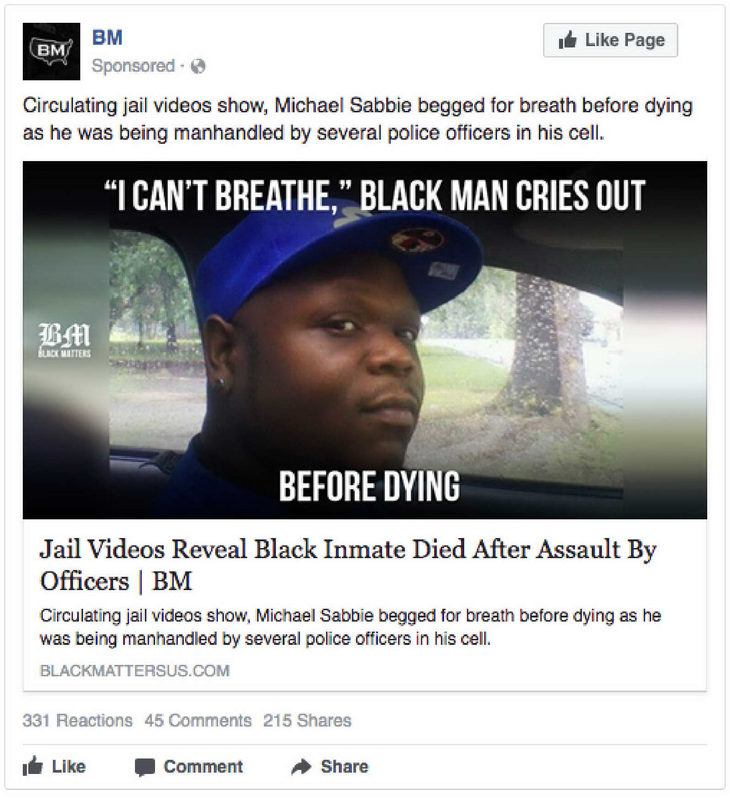 BM
BM
Like Page
Sponsored ·
Circulating jail videos show, Michael Sabbie begged for breath before dying
as he was being manhandled by several police officers in his cell.
“I CAN’T BREATHE,” BLACK MAN CRIES OUT
BM
BLACK MATTERS
BEFORE DYING
Jail Videos Reveal Black Inmate Died After Assault By
Officers | BM
Circulating jail videos show, Michael Sabbie begged for breath before dying as he
was being manhandled by several police officers in his cell.
BLACKMATTERSUS.COM
331 Reactions 45 Comments 215 Shares
Like Comment Share